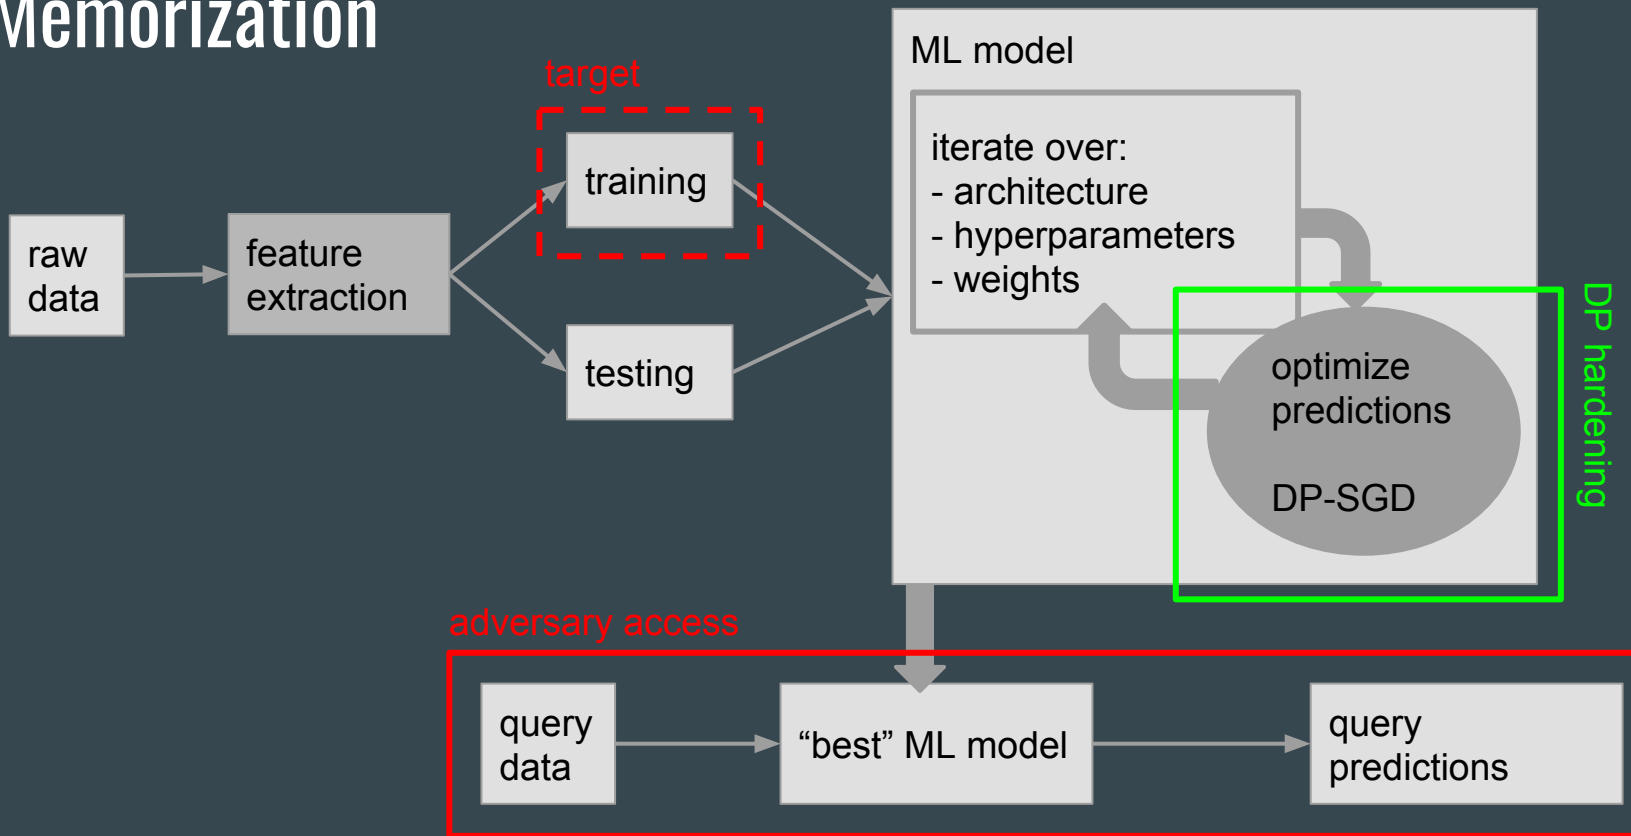 Memorization
target
ML model
iterate over:
- architecture
- hyperparameters
- weights
training
raw
data
feature
extraction
testing
optimize
predictions
DP-SGD
DP hardening
adversary access
query
data
“best” ML model
query
predictions